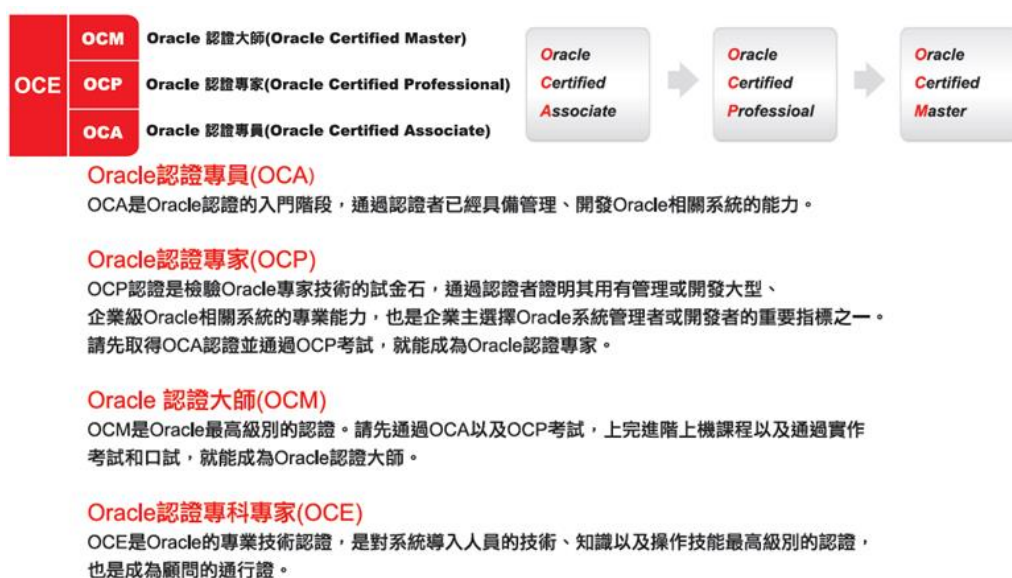 OCE
OCM Oracle 認證大師(Oracle Certified Master)
OCP Oracle 認證專家(Oracle Certified Professional)
OCA Oracle 認證專員(Oracle Certified Associate)
Oracle
Certified
Associate
Oracle
Certified
Professioal
Oracle
Certified
Master
Oracle認證專員(OCA)
OCA是Oracle認證的入門階段，通過認證者已經具備管理、開發Oracle相關系統的能力。
Oracle認證專家(OCP)
OCP認證是檢驗Oracle專家技術的試金石，通過認證者證明其用有管理或開發大型、
企業級Oracle相關系統的專業能力，也是企業主選擇Oracle系統管理者或開發者的重要指標之一。
請先取得OCA認證並通過OCP考試，就能成為Oracle認證專家。
Oracle 認證大師(OCM)
OCM是Oracle最高級別的認證。請先通過OCA以及OCP考試，上完進階上機課程以及通過實作
考試和口試，就能成為Oracle認證大師。
Oracle認證專科專家(OCE)
OCE是Oracle的專業技術認證，是對系統導入人員的技術、知識以及操作技能最高級別的認證，
也是成為顧問的通行證。